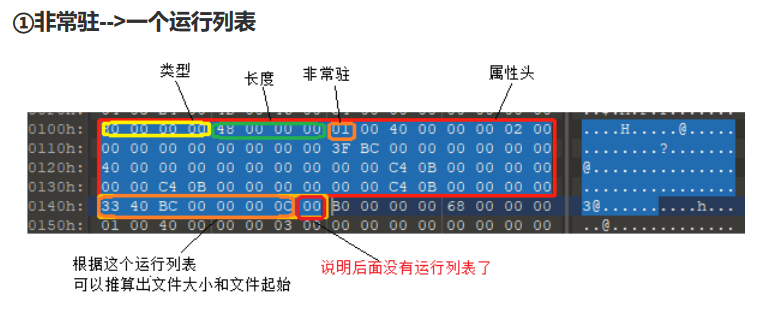 ①非常驻-->一个运行列表
类型 长度 非常驻 属性头
0100h: 00 00 00 48 00 00 00 01 00 40 00 00 00 02 00 ....H.....@.....
0110h: 00 00 00 00 00 00 00 00 3F BC 00 00 00 00 00 00 ........?.......
0120h: 40 00 00 00 00 00 00 00 00 00 C4 0B 00 00 00 00 @...............
0130h: 00 00 C4 0B 00 00 00 00 00 00 C4 0B 00 00 00 00 ................
0140h: 33 40 BC 00 00 00 0C 00 B0 00 00 00 68 00 00 00 3@..........h...
0150h: 01 00 40 00 00 00 03 00 00 00 00 00 00 00 00 00 ..@.............
根据这个运行列表
可以推算出文件大小和文件起始
说明后面没有运行列表了